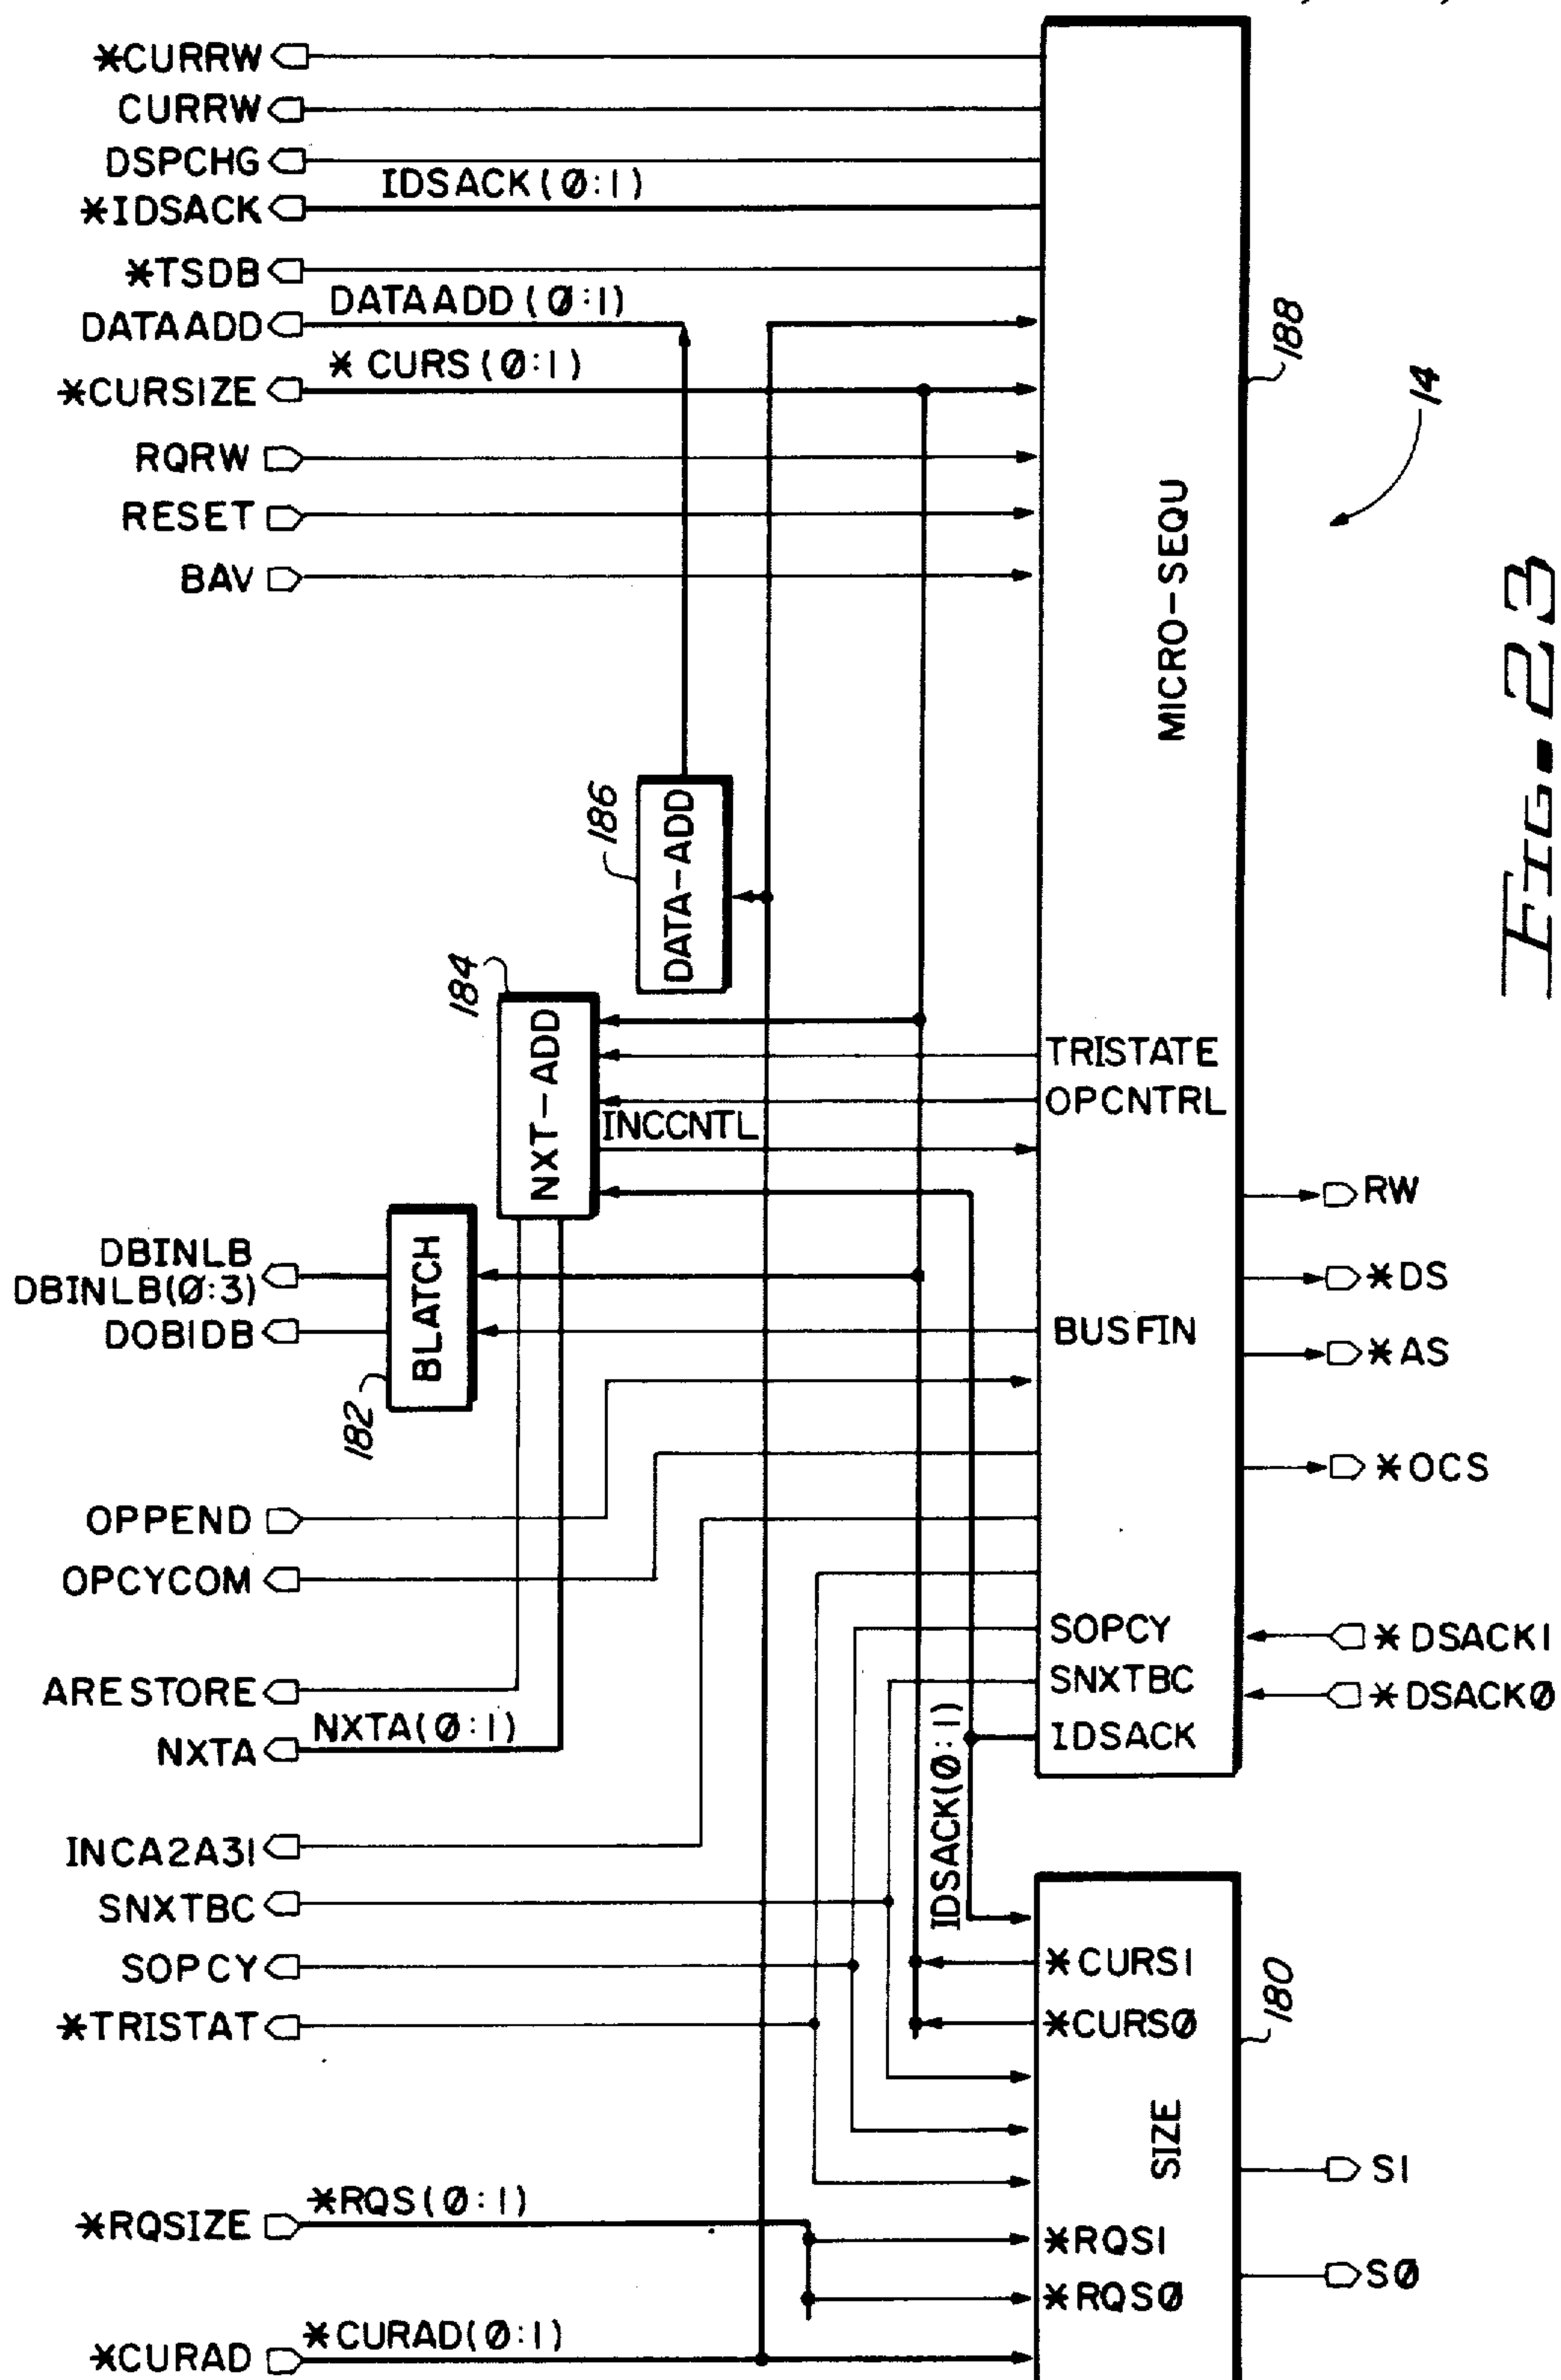 *CURRW
CURRW
DSPCHG
IDSACK(Ø:1)
*IDSACK
*TSDB
DATAADD(Ø:1)
DATAADD
*CURS(Ø:1)
*CURSIZE
RQRW
RESET
BAV
188
14
MICRO-SEQU
FIG. 23
186
DATA-ADD
184
NXT-ADD
TRISTATE
OPCNTRL
INCCNTL
RW
DBINLB
DBINLB(Ø:3)
DOBIDB
BLATCH
182
BUSFIN
*DS
*AS
*OCS
OPPEND
OPCYCOM
SOPCY
*DSACK1
SNXTBC
*DSACKØ
ARESTORE
NXTA(Ø:1)
NXTA
IDSACK
IDSACK(Ø:1)
INCA2A31
SNXTBC
SOPCY
*TRISTAT
*CURS1
*CURSØ
180
SIZE
S1
SØ
*RQS(Ø:1)
*RQSIZE
*RQS1
*RQSØ
*CURAD(Ø:1)
*CURAD